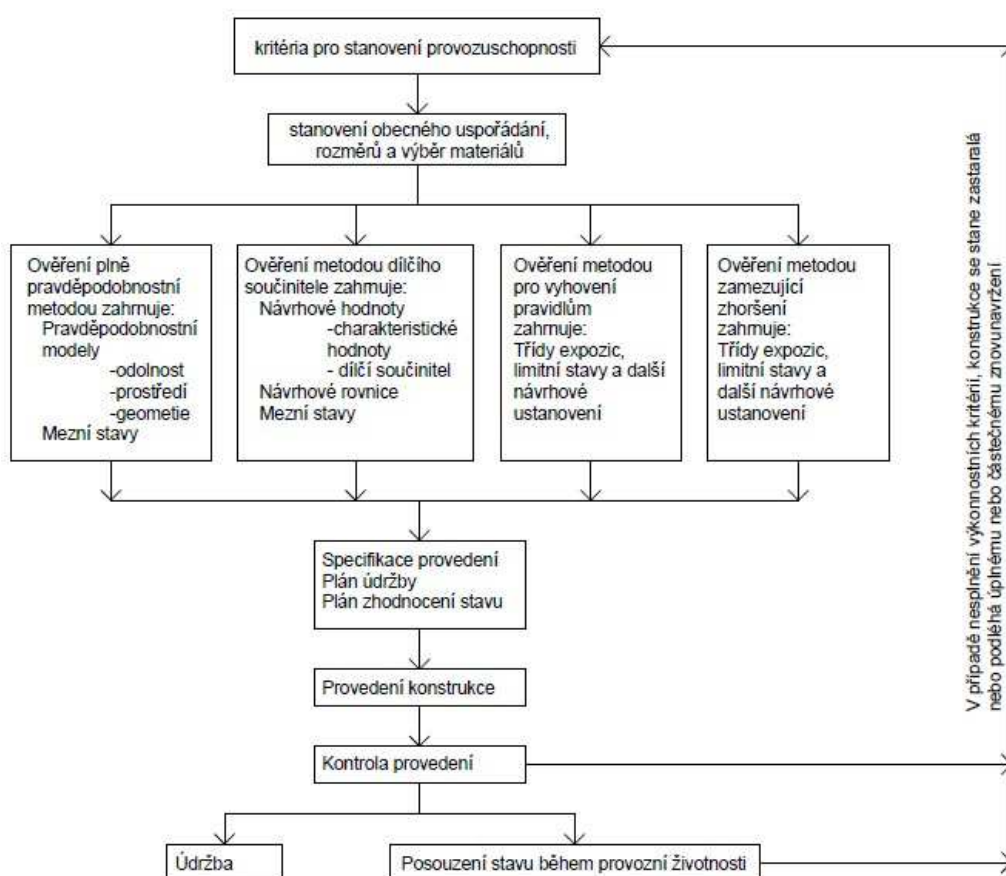 kritéria pro stanovení provozuschopnosti
stanovení obecného uspořádání,
rozměrů a výběr materiálů
Ověření plně
pravděpodobnostní
metodou zahrnuje:
Pravděpodobnostní
modely
-odolnost
-prostředí
-geometie
Mezní stavy
Ověření metodou dílčího
součinitele zahmuje:
Návrhové hodnoty
-charakteristické
hodnoty
- dílčí součinitel
Návrhové rovnice
Mezní stavy
Ověření metodou
pro vyhovení
pravidlům
zahrnuje:
Třídy expozic,
limitní stavy a další
návrhové
ustanovení
Ověření metodou
zamezující
zhoršení
zahrnuje:
Třídy expozic,
limitní stavy a
další návrhové
ustanovení
Specifikace provedení
Plán údržby
Plán zhodnocení stavu
Provedení konstrukce
Kontrola provedení
Údržba
Posouzení stavu během provozní životnosti
V případě nesplnění výkonnostních kritérií, konstrukce se stane zastaralá
nebo podléhá úplnému nebo částečnému znovunavržení